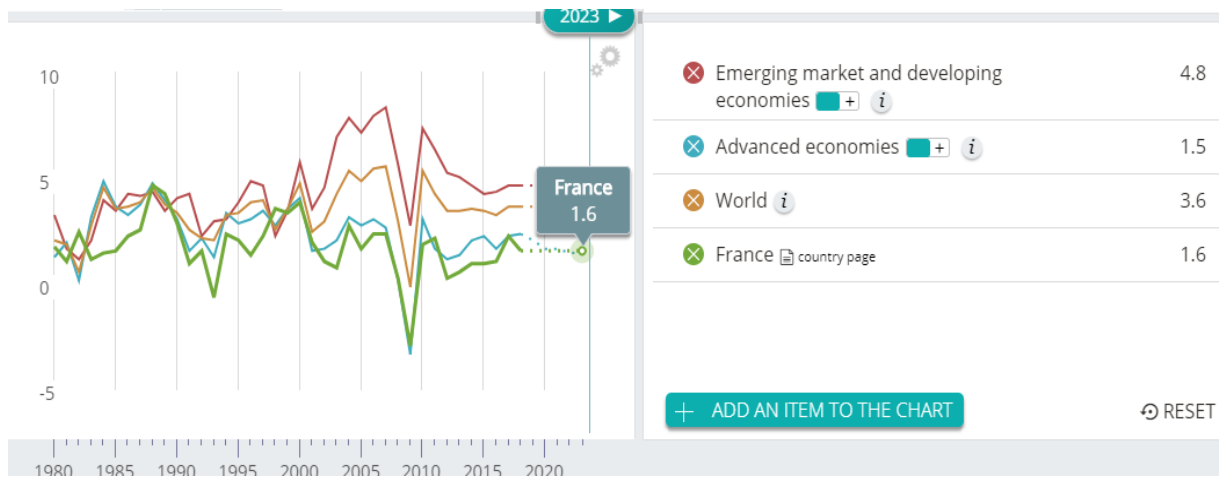 2023
10
5
0
-5
France
1.6
1980 1985 1990 1995 2000 2005 2010 2015 2020
Emerging market and developing
economies + i 4.8
Advanced economies + i 1.5
World i 3.6
France country page 1.6
+ ADD AN ITEM TO THE CHART
RESET